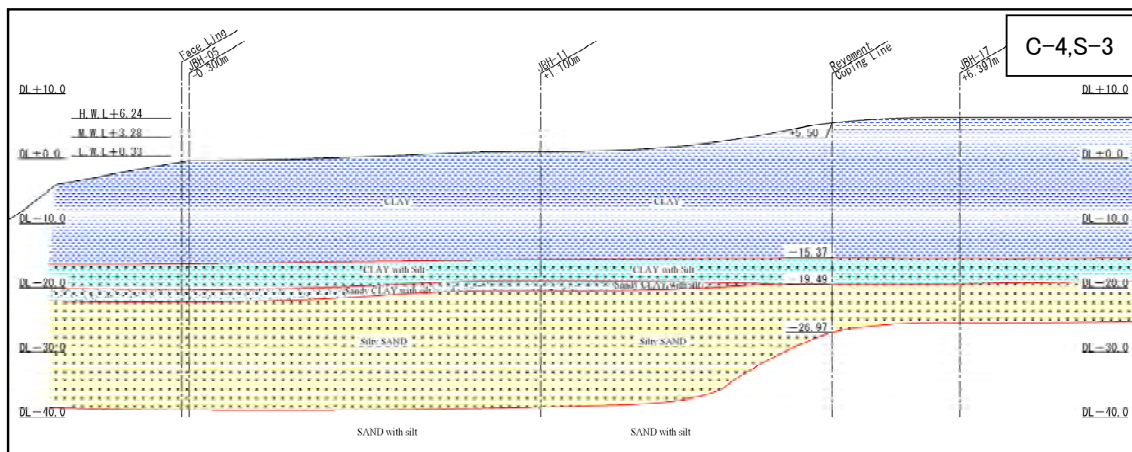 C-4,S-3
Face Line
JBH-05
-0.300m
JBH-11
+1.100m
Revement
Coping Line
JBH-17
+6.397m
DL+10.0
DL+10.0
H.W.L+6.24
M.W.L+3.28
L.W.L+0.33
+5.50
DL±0.0
DL±0.0
CLAY
CLAY
DL-10.0
DL-10.0
-15.37
CLAY with Silt
CLAY with Silt
-19.49
DL-20.0
DL-20.0
Sandy CLAY with silt
Sandy CLAY with silt
-26.97
Silty SAND
Silty SAND
DL-30.0
DL-30.0
DL-40.0
DL-40.0
SAND with silt
SAND with silt